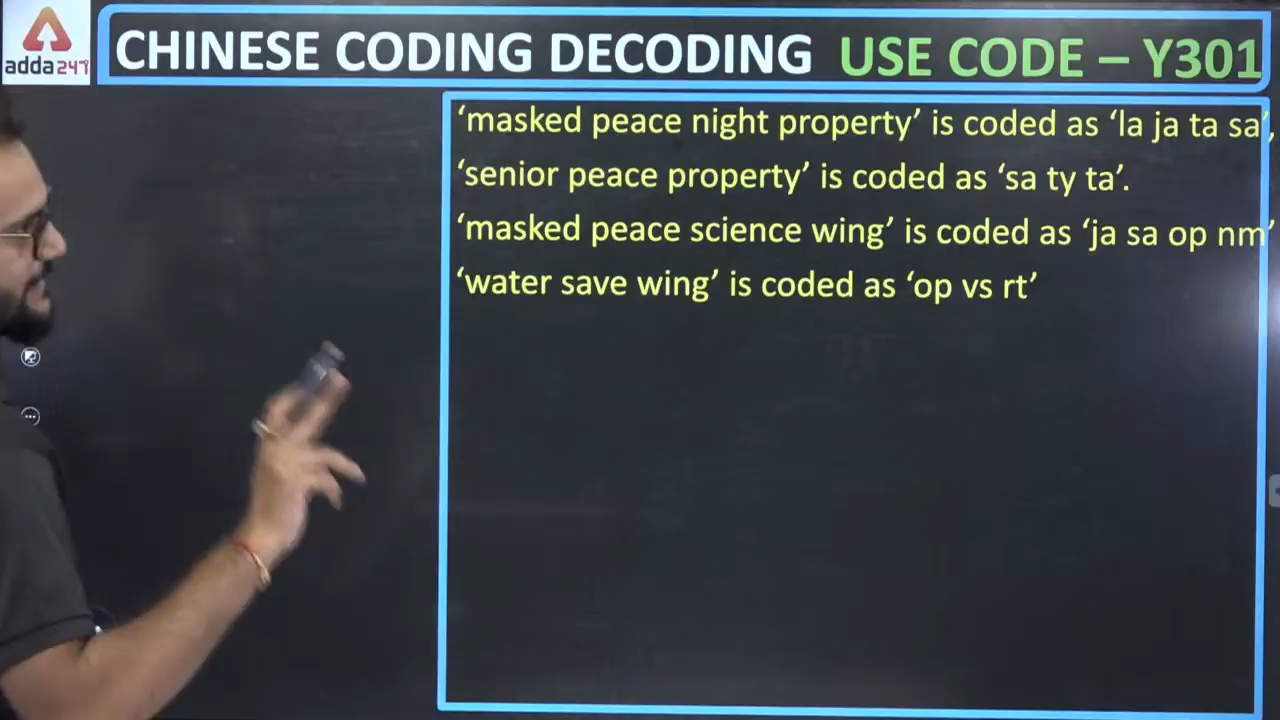 adda247
CHINESE CODING DECODING USE CODE – Y301
‘masked peace night property’ is coded as ‘la ja ta sa’,
‘senior peace property’ is coded as ‘sa ty ta’.
‘masked peace science wing’ is coded as ‘ja sa op nm’
‘water save wing’ is coded as ‘op vs rt’